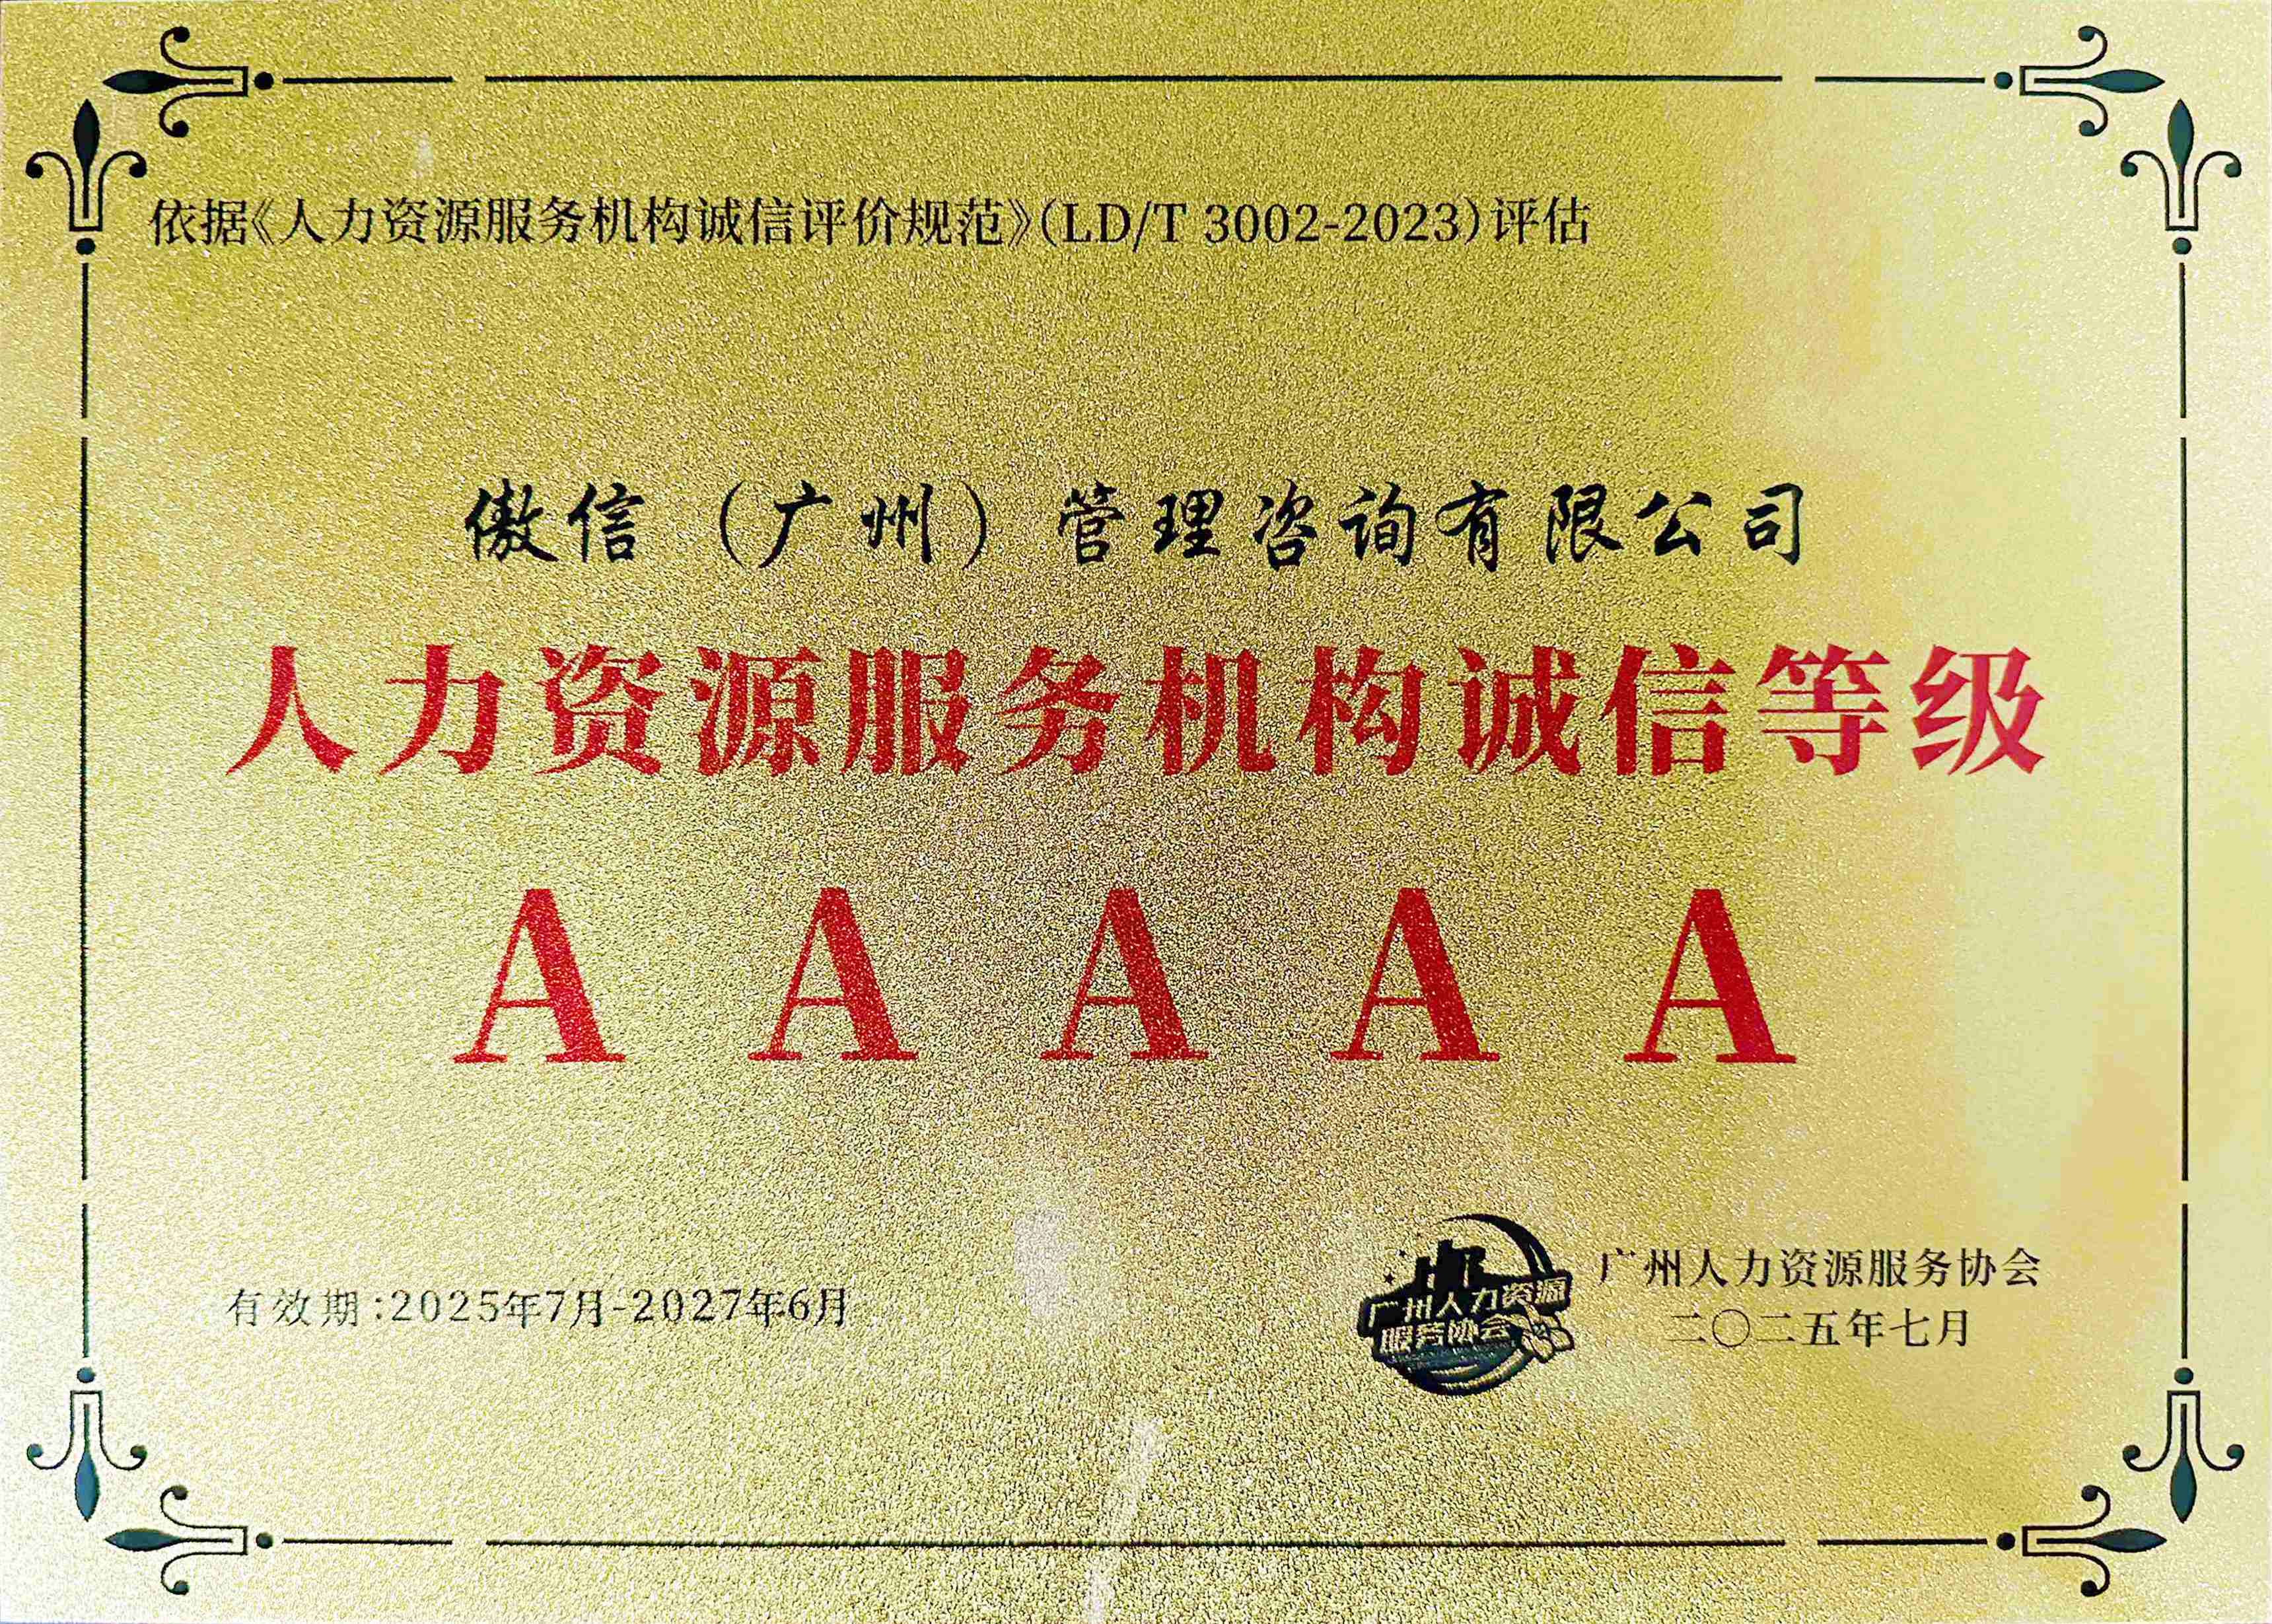 依据《人力资源服务机构诚信评价规范》（LD/T 3002-2023）评估
傲信（广州）管理咨询有限公司
人力资源服务机构诚信等级
A A A A A
广州人力资源
服务协会
广州人力资源服务协会
二〇二五年七月
有效期:2025年7月-2027年6月